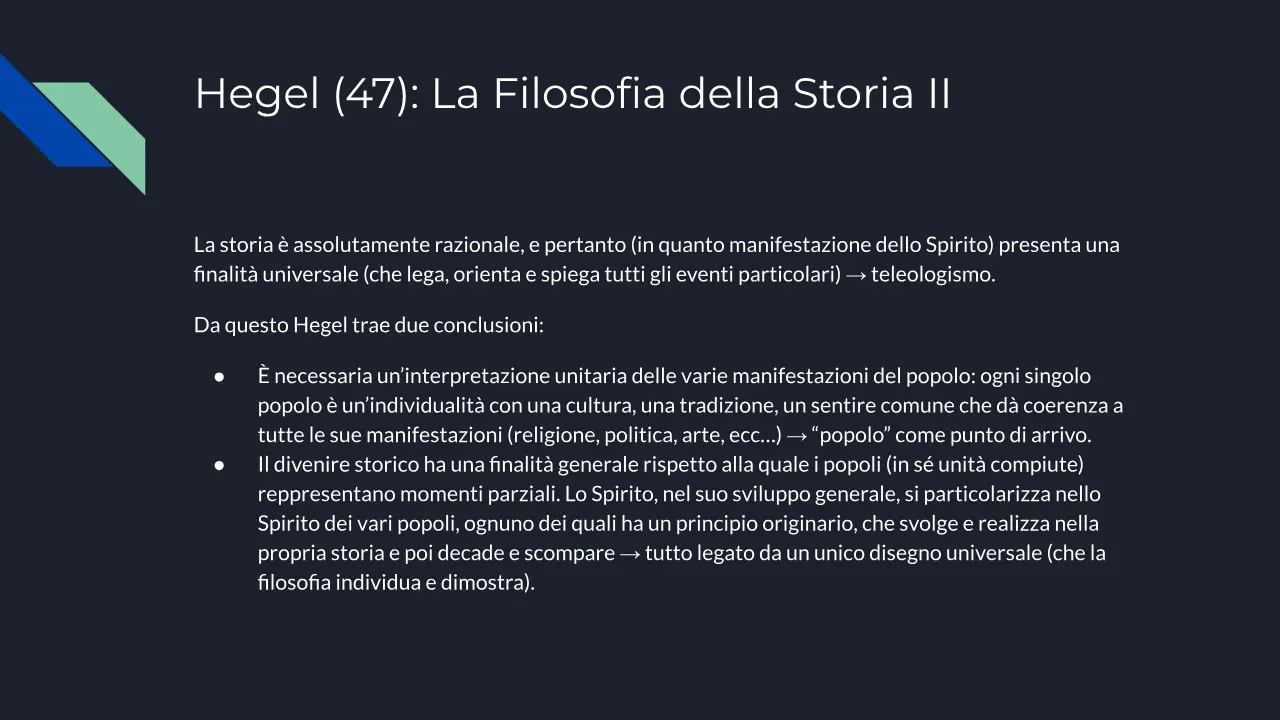 Hegel (47): La Filosofia della Storia II
La storia è assolutamente razionale, e pertanto (in quanto manifestazione dello Spirito) presenta una
finalità universale (che lega, orienta e spiega tutti gli eventi particolari) → teleologismo.
Da questo Hegel trae due conclusioni:
● È necessaria un’interpretazione unitaria delle varie manifestazioni del popolo: ogni singolo
popolo è un’individualità con una cultura, una tradizione, un sentire comune che dà coerenza a
tutte le sue manifestazioni (religione, politica, arte, ecc…) → “popolo” come punto di arrivo.
● Il divenire storico ha una finalità generale rispetto alla quale i popoli (in sé unità compiute)
reppresentano momenti parziali. Lo Spirito, nel suo sviluppo generale, si particolarizza nello
Spirito dei vari popoli, ognuno dei quali ha un principio originario, che svolge e realizza nella
propria storia e poi decade e scompare → tutto legato da un unico disegno universale (che la
filosofia individua e dimostra).